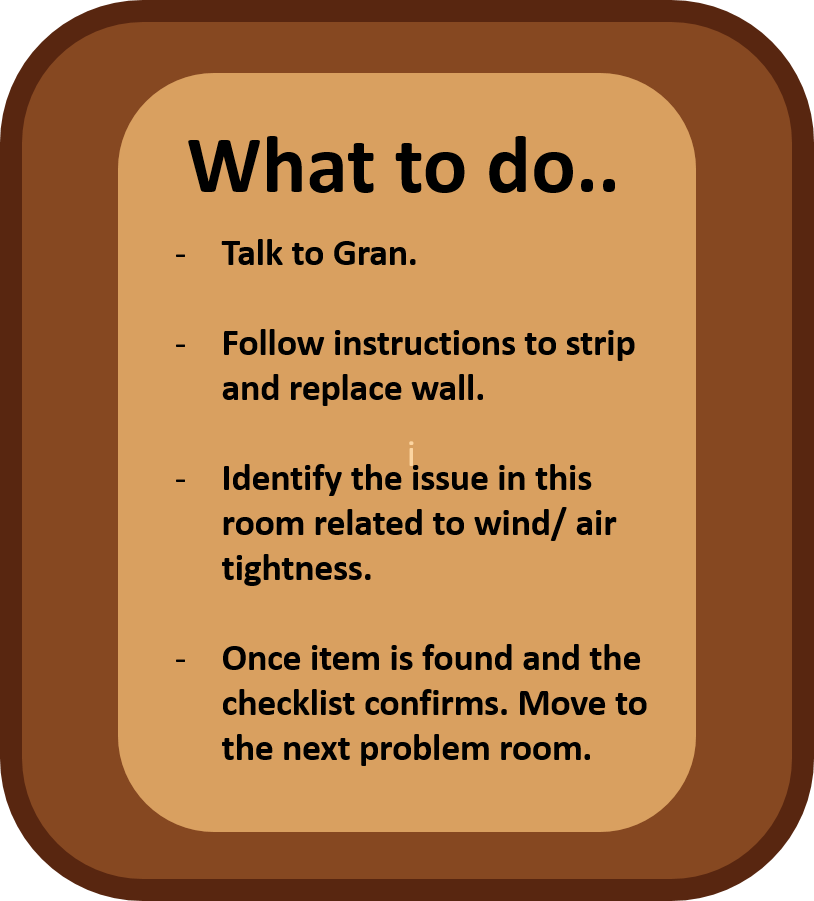 What to do..
- Talk to Gran.
- Follow instructions to strip
and replace wall.
i
- Identify the issue in this
room related to wind/ air
tightness.
- Once item is found and the
checklist confirms. Move to
the next problem room.